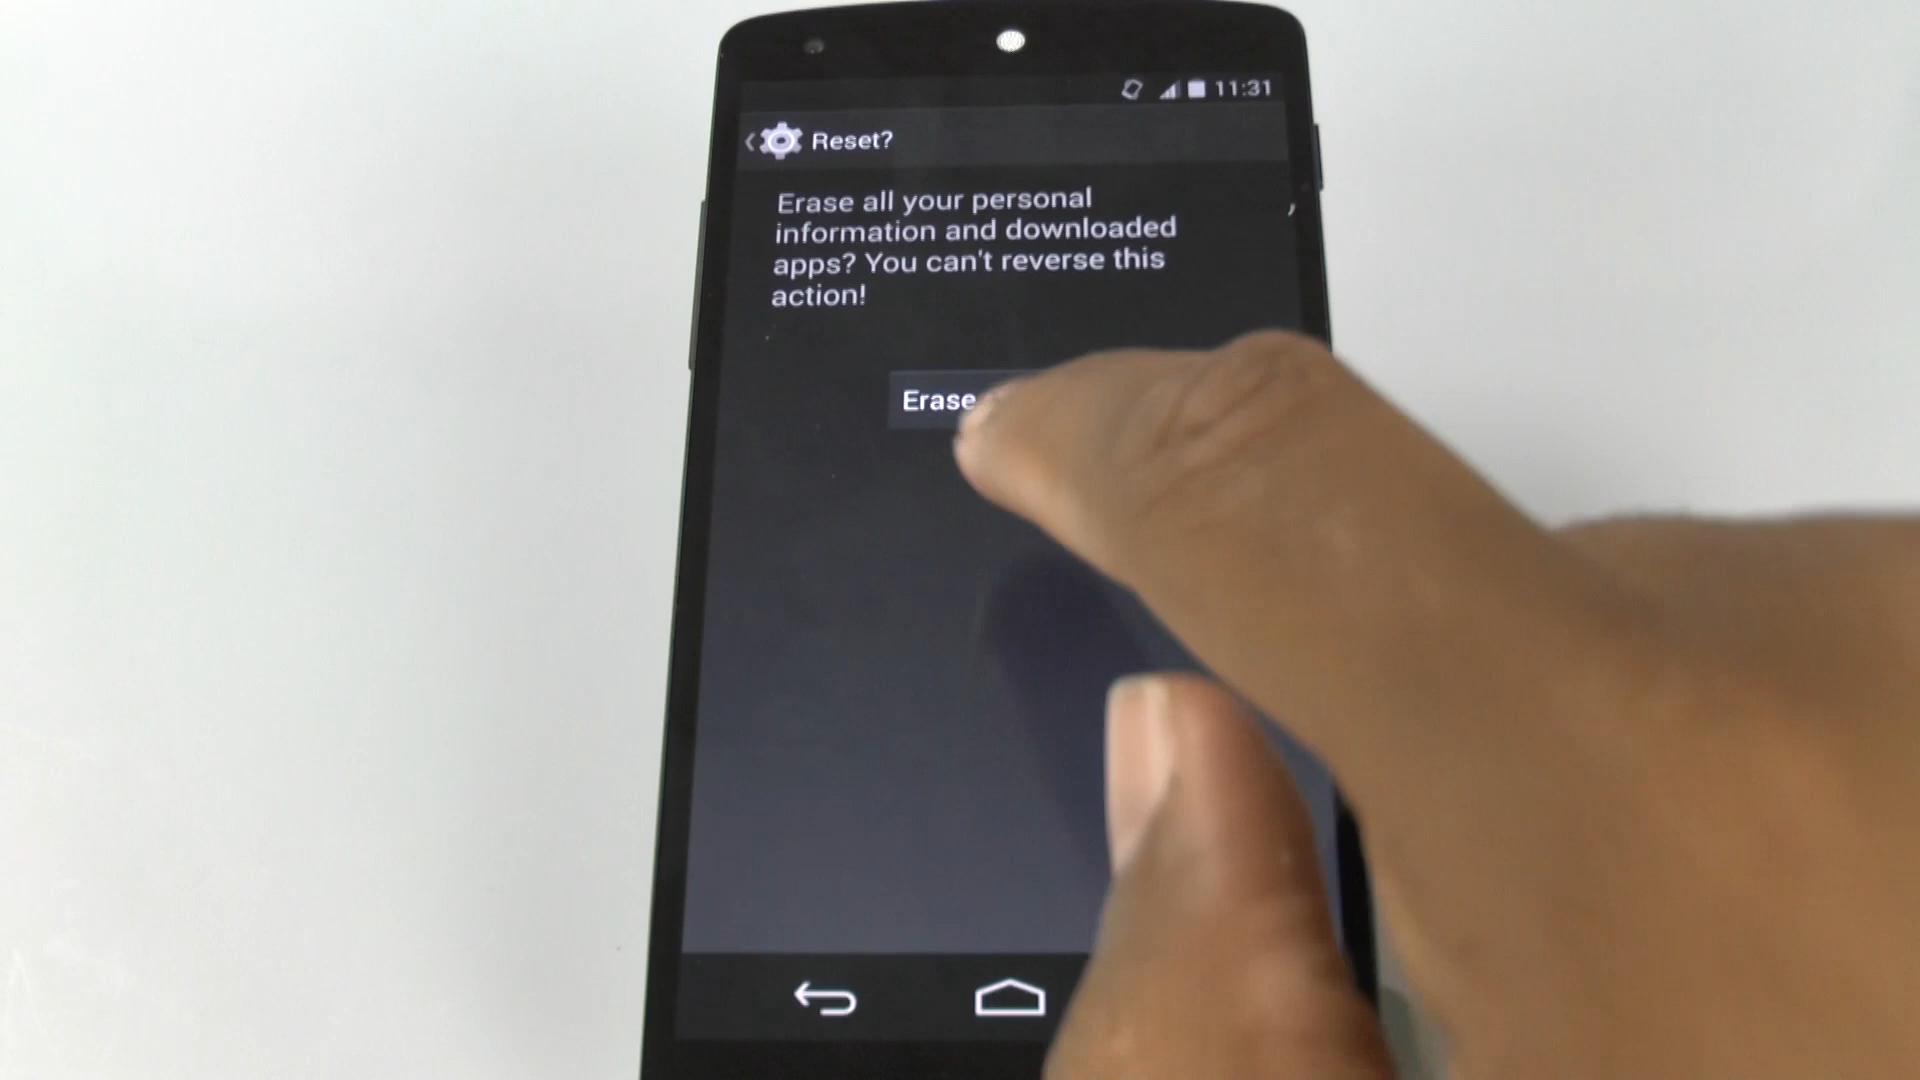 11:31
Reset?
Erase all your personal
information and downloaded
apps? You can't reverse this
action!
Erase